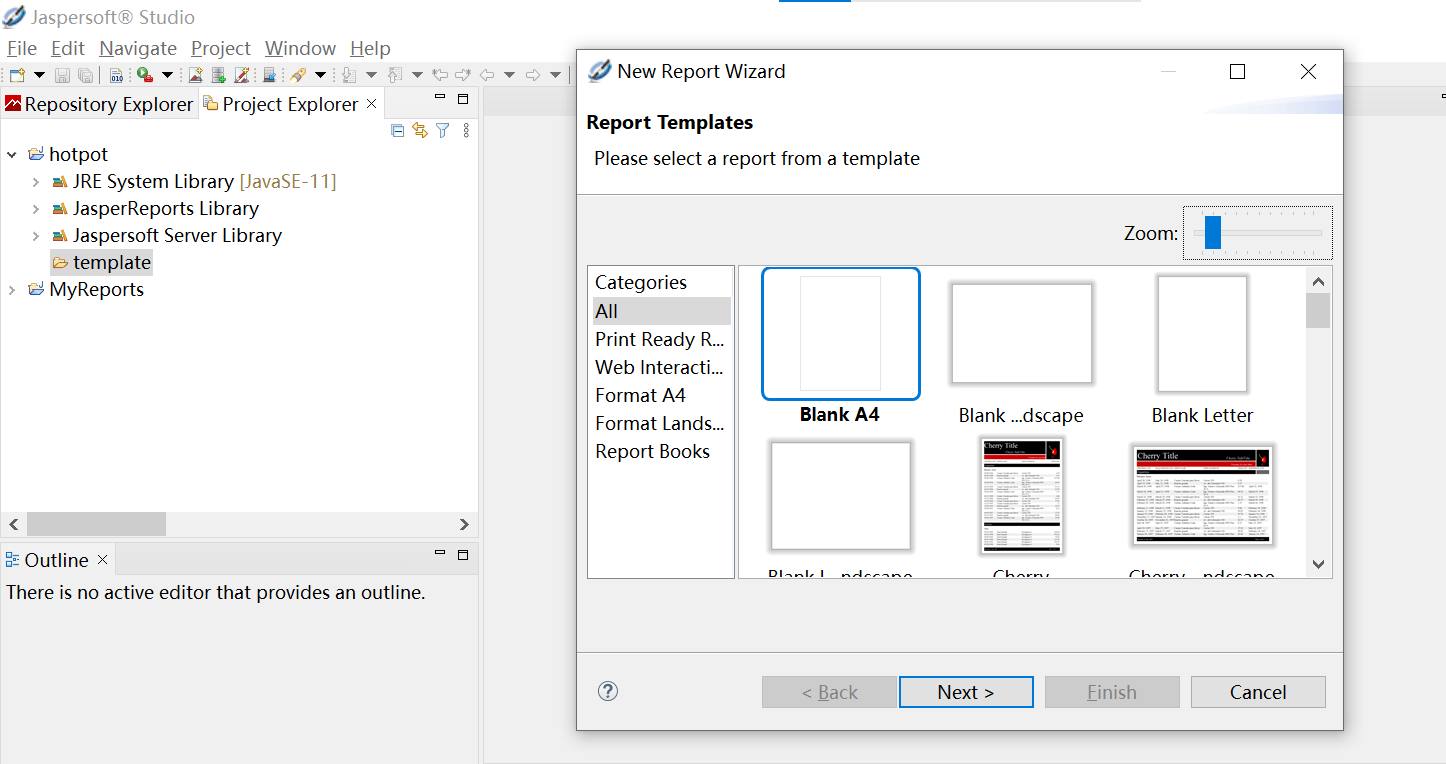 Jaspersoft® Studio
File Edit Navigate Project Window Help
Repository Explorer
Project Explorer
hotpot
JRE System Library [JavaSE-11]
JasperReports Library
Jaspersoft Server Library
template
MyReports
Outline
There is no active editor that provides an outline.
New Report Wizard
Report Templates
Please select a report from a template
Zoom:
Categories
All
Print Ready R...
Web Interacti...
Format A4
Format Lands...
Report Books
Blank A4
Blank ...dscape
Blank Letter
Cherry Title
Cherry Title
Blank L...ndscape
Cherry
Cherry ...ndscape
< Back
Next >
Finish
Cancel